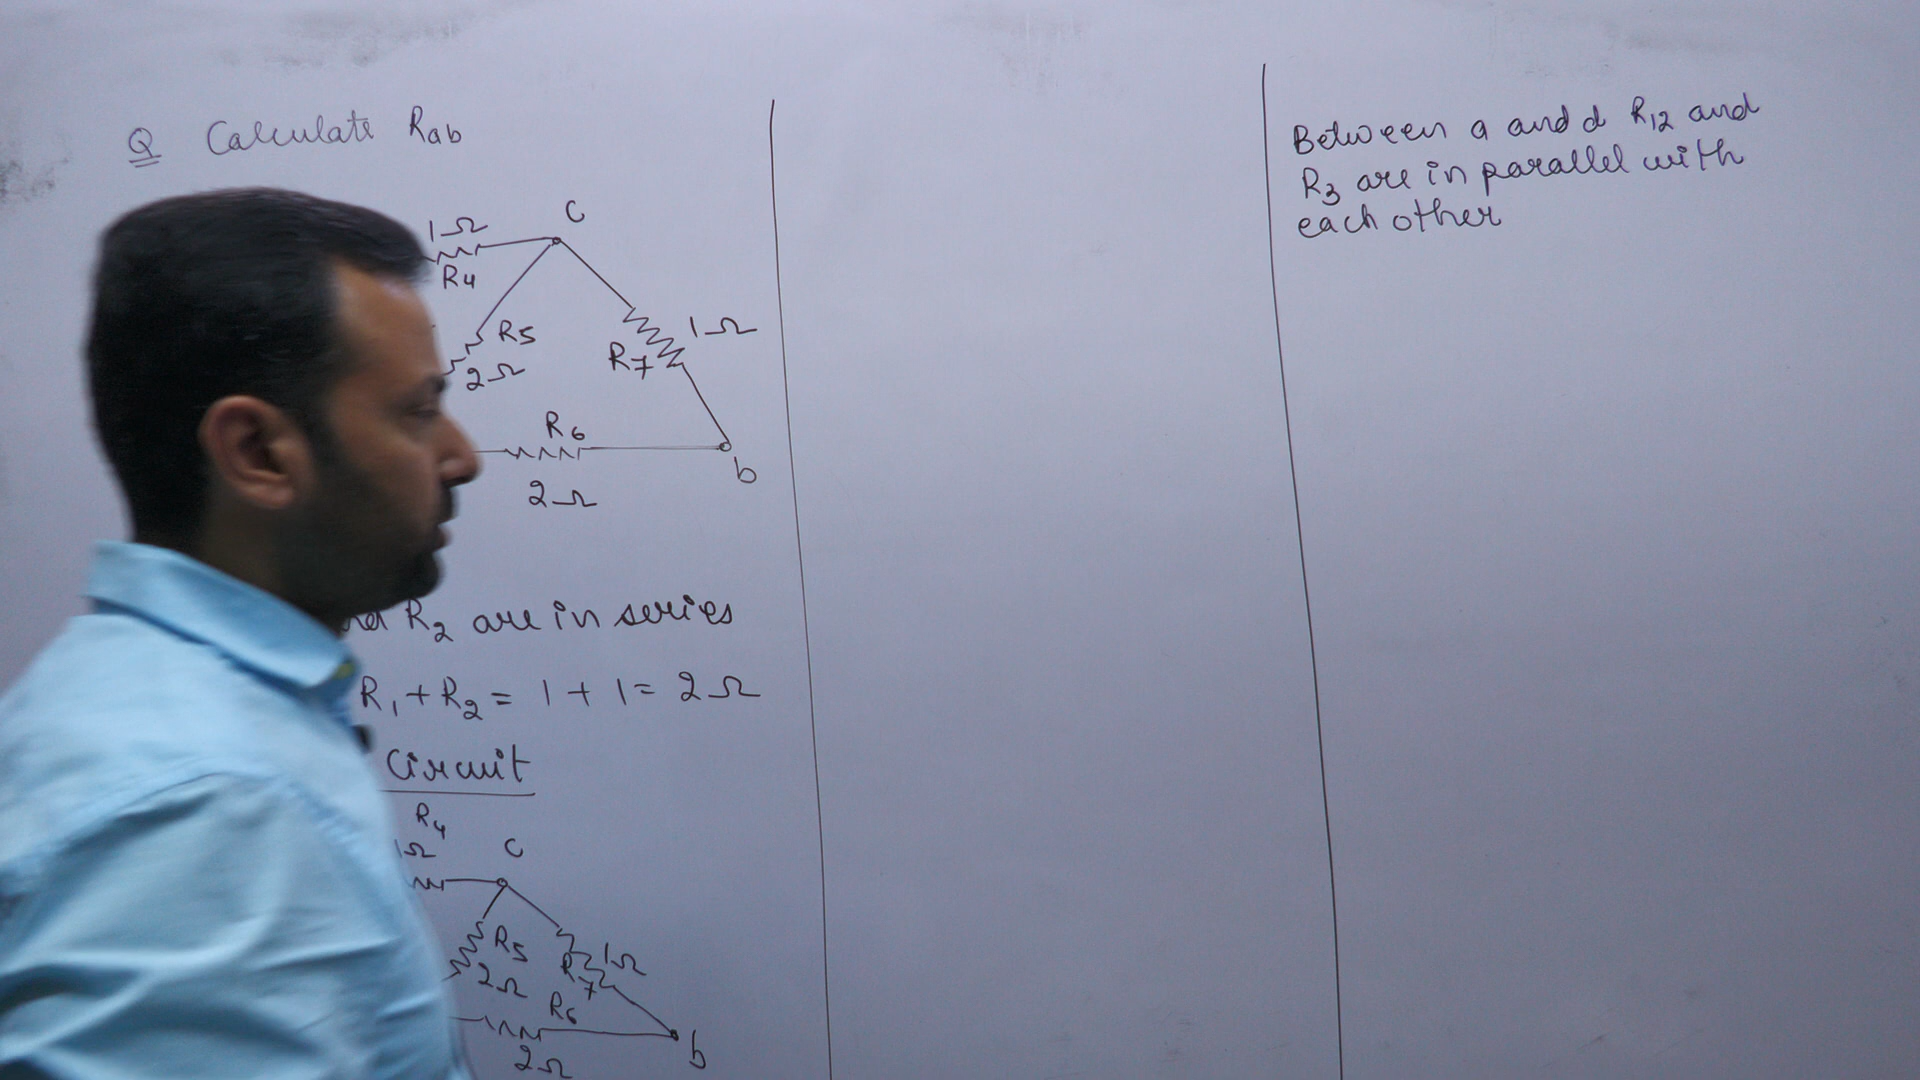 Q Calculate Rab
1Ω
C
R4
R5
2Ω
1Ω
R7
R6
b
2Ω
R2 are in series
R1 + R2 = 1 + 1 = 2Ω
Circuit
R4
1Ω
C
R5
2Ω
1Ω
R7
R6
b
2Ω
Between a and d R12 and
R3 are in parallel with
each other